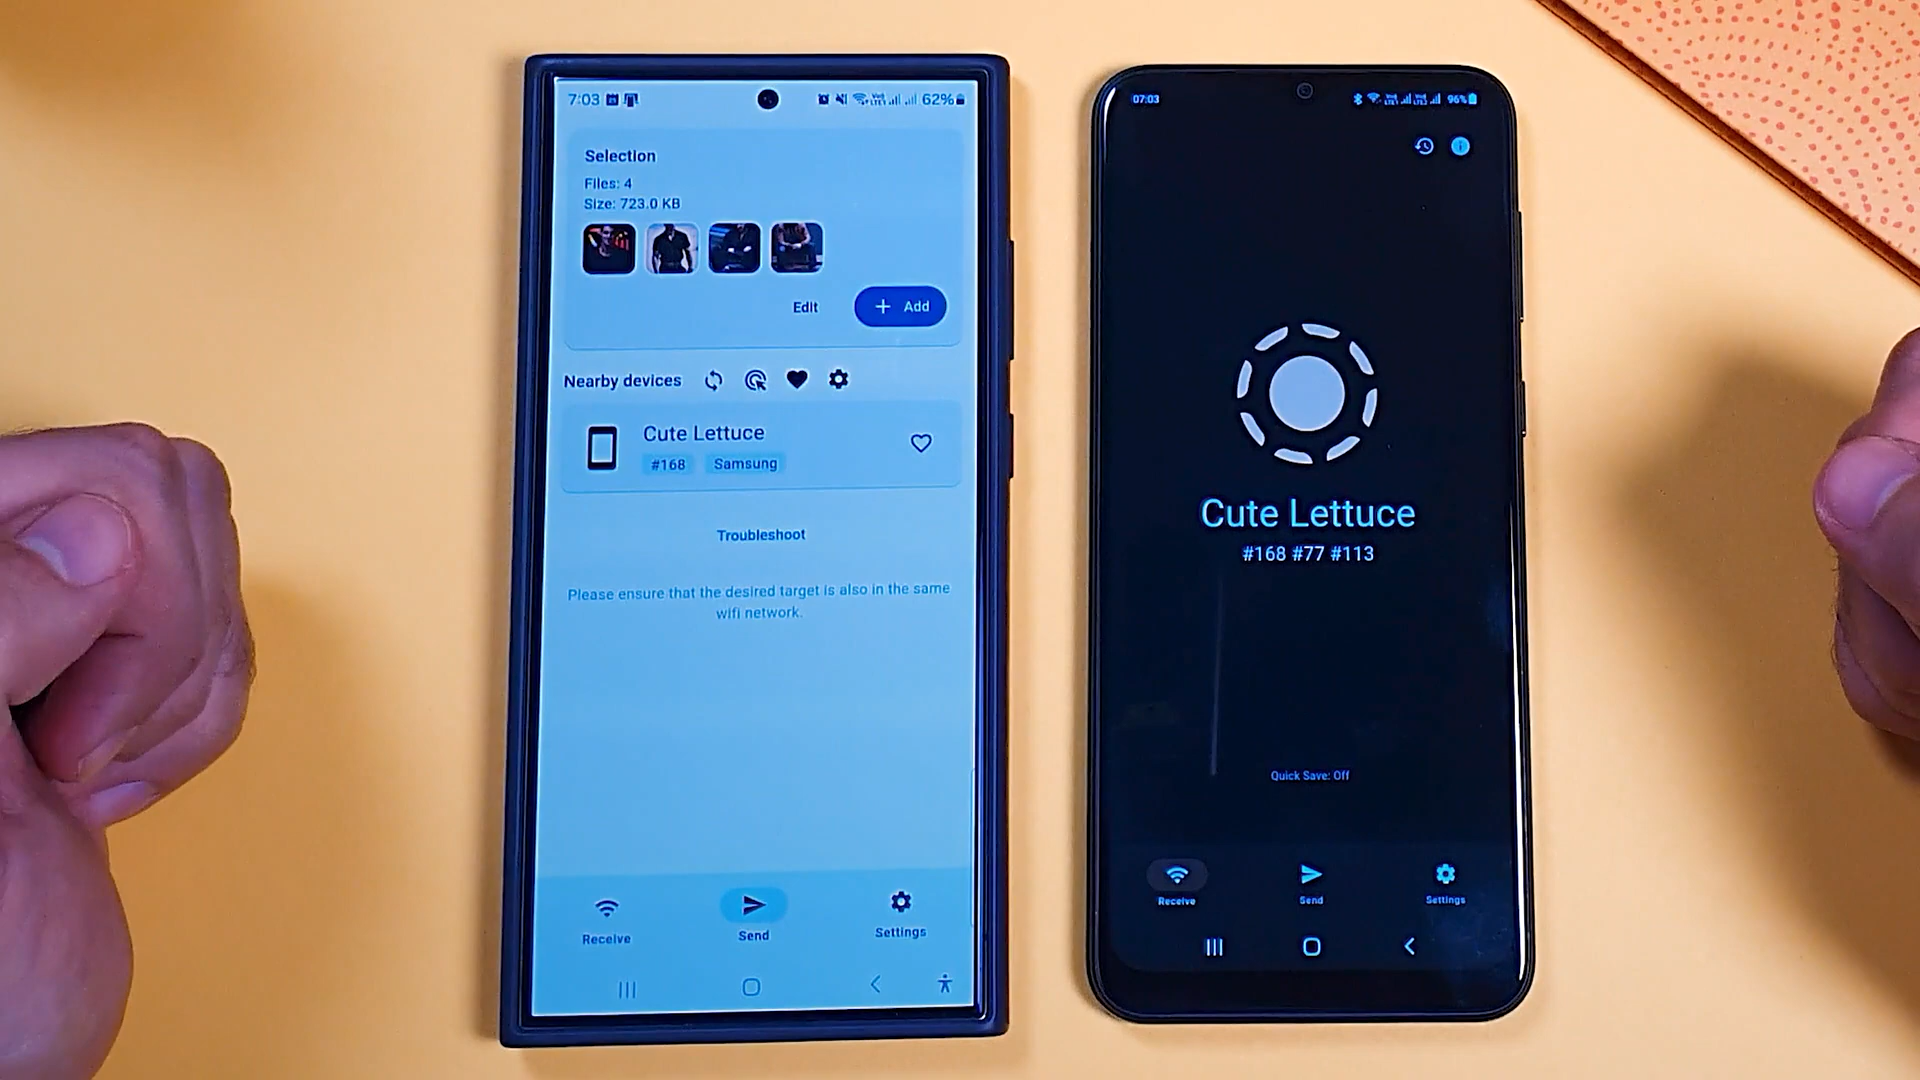 7:03
62%
Selection
Files: 4
Size: 723.0 KB
Edit
+ Add
Nearby devices
Cute Lettuce
#168 Samsung
Troubleshoot
Please ensure that the desired target is also in the same
wifi network.
Receive
Send
Settings
07:03
96%
Cute Lettuce
#168 #77 #113
Quick Save: Off
Receive
Send
Settings